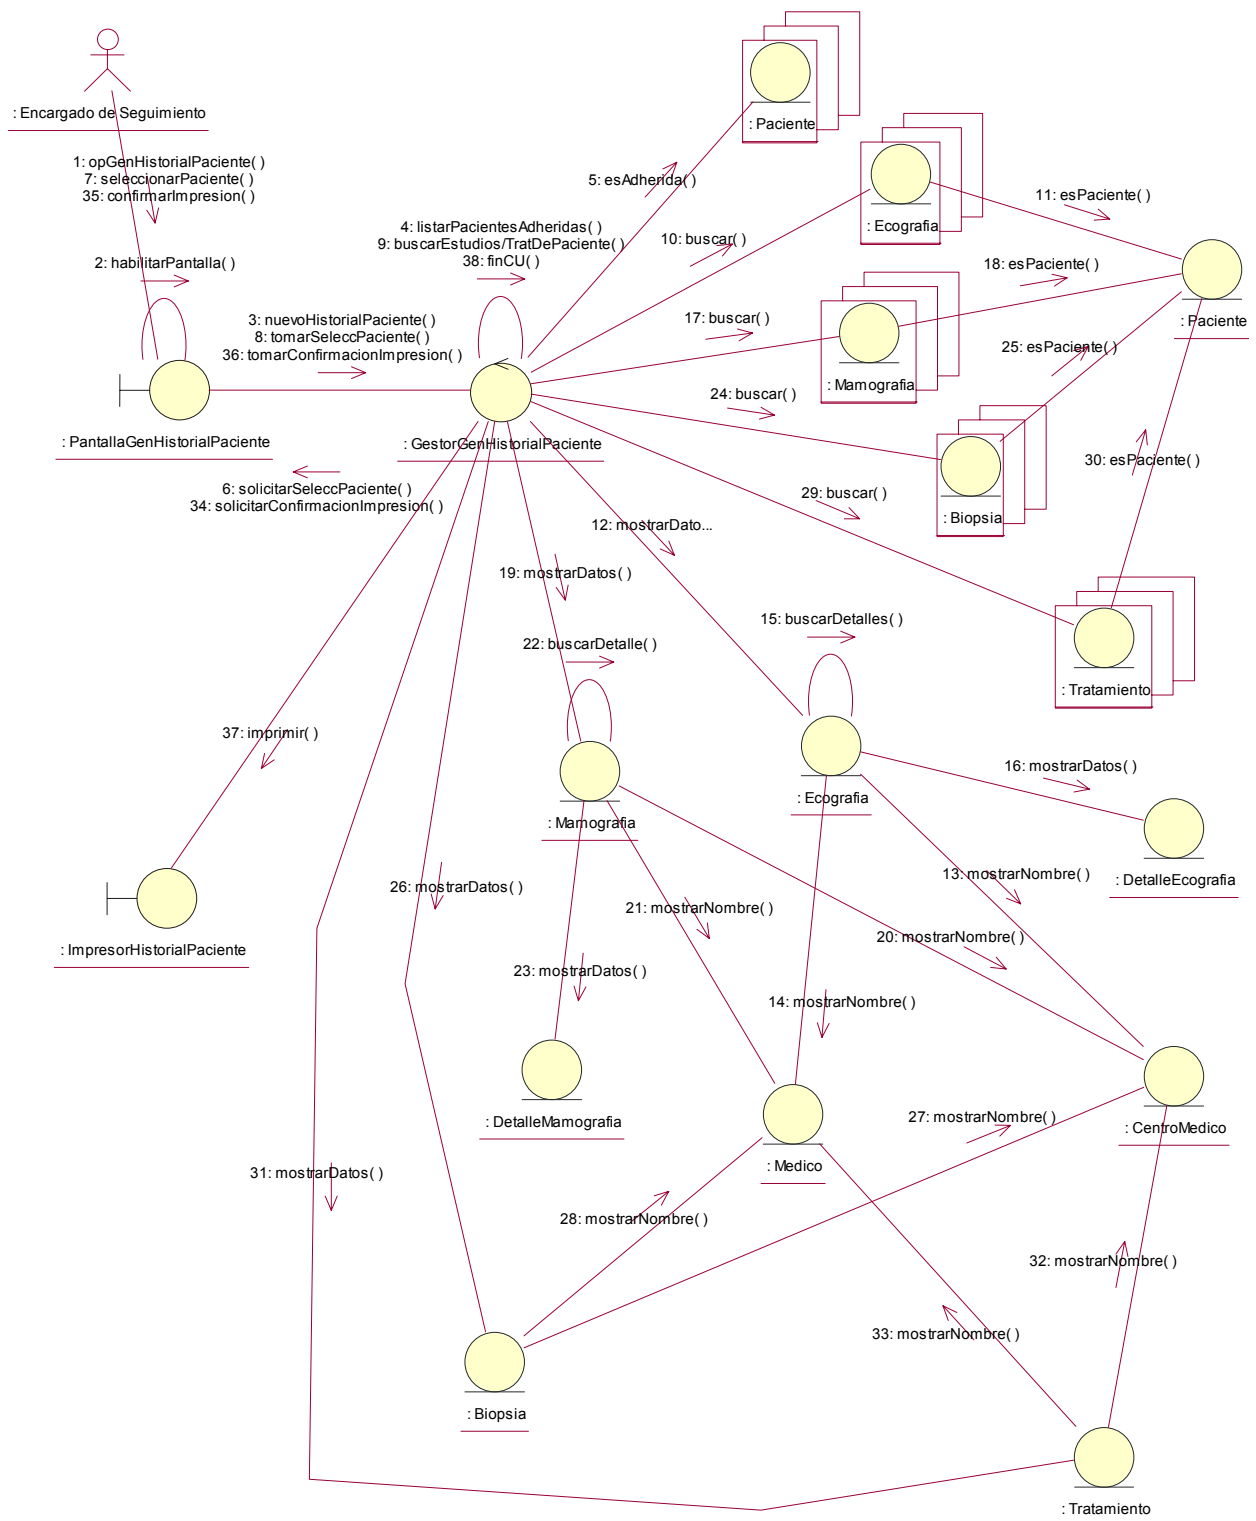 : Paciente
: Encargado de Seguimiento
1: opGenHistorialPaciente( )
7: seleccionarPaciente( )
35: confirmarImpresion( )
5: esAdherida( )
11: esPaciente( )
: Ecografia
4: listarPacientesAdheridas( )
9: buscarEstudios/TratDePaciente( )
38: finCU( )
10: buscar( )
2: habilitarPantalla( )
18: esPaciente( )
3: nuevoHistorialPaciente( )
8: tomarSeleccPaciente( )
36: tomarConfirmacionImpresion( )
17: buscar( )
: Paciente
25: esPaciente( )
: Mamografia
24: buscar( )
: PantallaGenHistorialPaciente
: GestorGenHistorialPaciente
30: esPaciente( )
6: solicitarSeleccPaciente( )
34: solicitarConfirmacionImpresion( )
29: buscar( )
: Biopsia
12: mostrarDato...
19: mostrarDatos( )
15: buscarDetalles( )
22: buscarDetalle( )
: Tratamiento
37: imprimir( )
16: mostrarDatos( )
: Ecografia
: Mamografia
13: mostrarNombre( )
: DetalleEcografia
26: mostrarDatos( )
21: mostrarNombre( )
20: mostrarNombre( )
: ImpresorHistorialPaciente
23: mostrarDatos( )
14: mostrarNombre( )
27: mostrarNombre( )
: DetalleMamografia
: CentroMedico
31: mostrarDatos( )
: Medico
28: mostrarNombre( )
32: mostrarNombre( )
33: mostrarNombre( )
: Biopsia
: Tratamiento